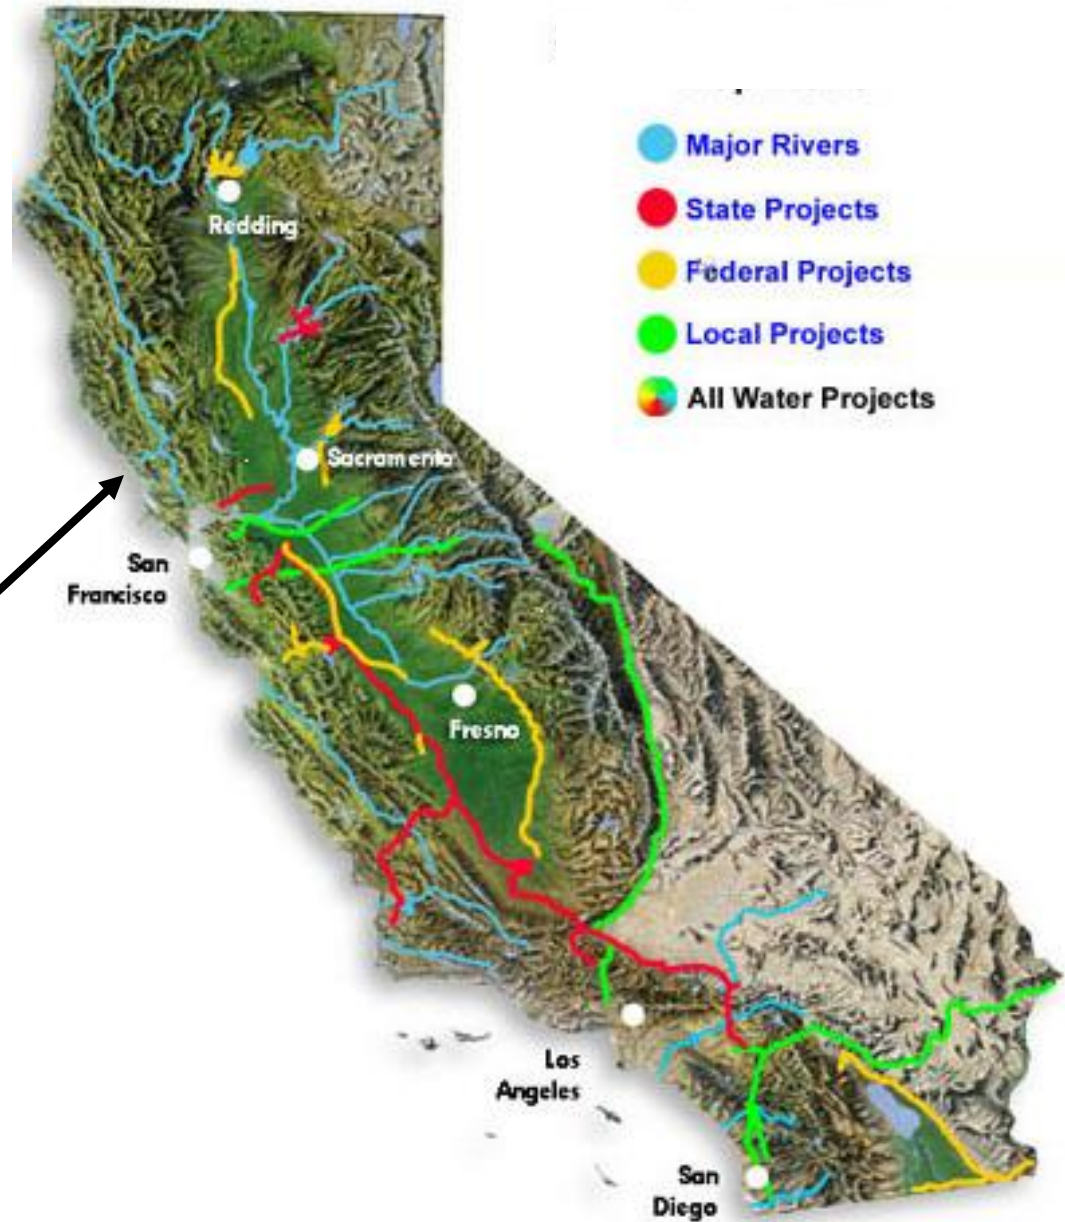 Major Rivers
State Projects
Federal Projects
Local Projects
All Water Projects
Redding
Sacramento
San
Francisco
Fresno
Los
Angeles
San
Diego